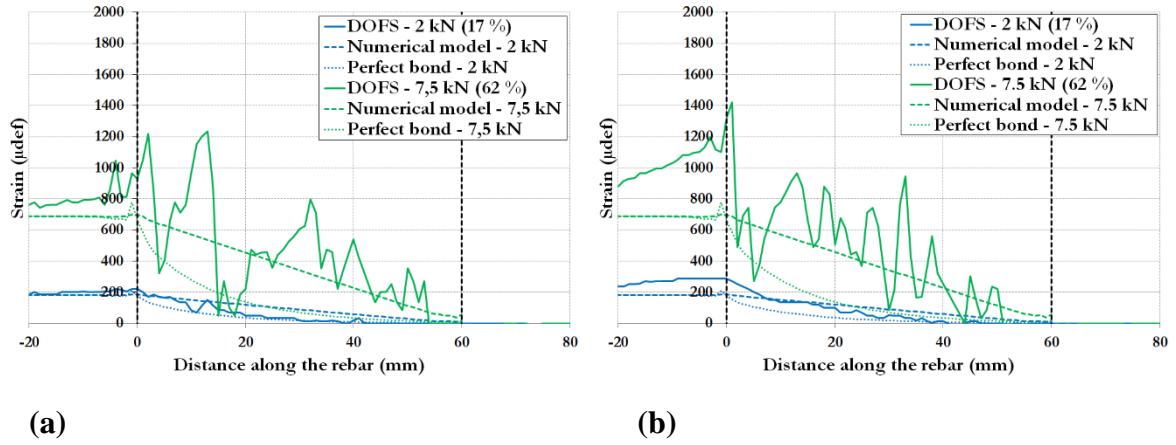 2000
1800
1600
1400
1200
1000
800
600
400
200
0
Strain (µdef)
-20 0 20 40 60 80
Distance along the rebar (mm)
DOFS - 2 kN (17 %)
Numerical model - 2 kN
Perfect bond - 2 kN
DOFS - 7,5 kN (62 %)
Numerical model - 7,5 kN
Perfect bond - 7,5 kN
(a)
2000
1800
1600
1400
1200
1000
800
600
400
200
0
Strain (µdef)
-20 0 20 40 60 80
Distance along the rebar (mm)
DOFS - 2 kN (17 %)
Numerical model - 2 kN
Perfect bond - 2 kN
DOFS - 7.5 kN (62 %)
Numerical model - 7.5 kN
Perfect bond - 7.5 kN
(b)